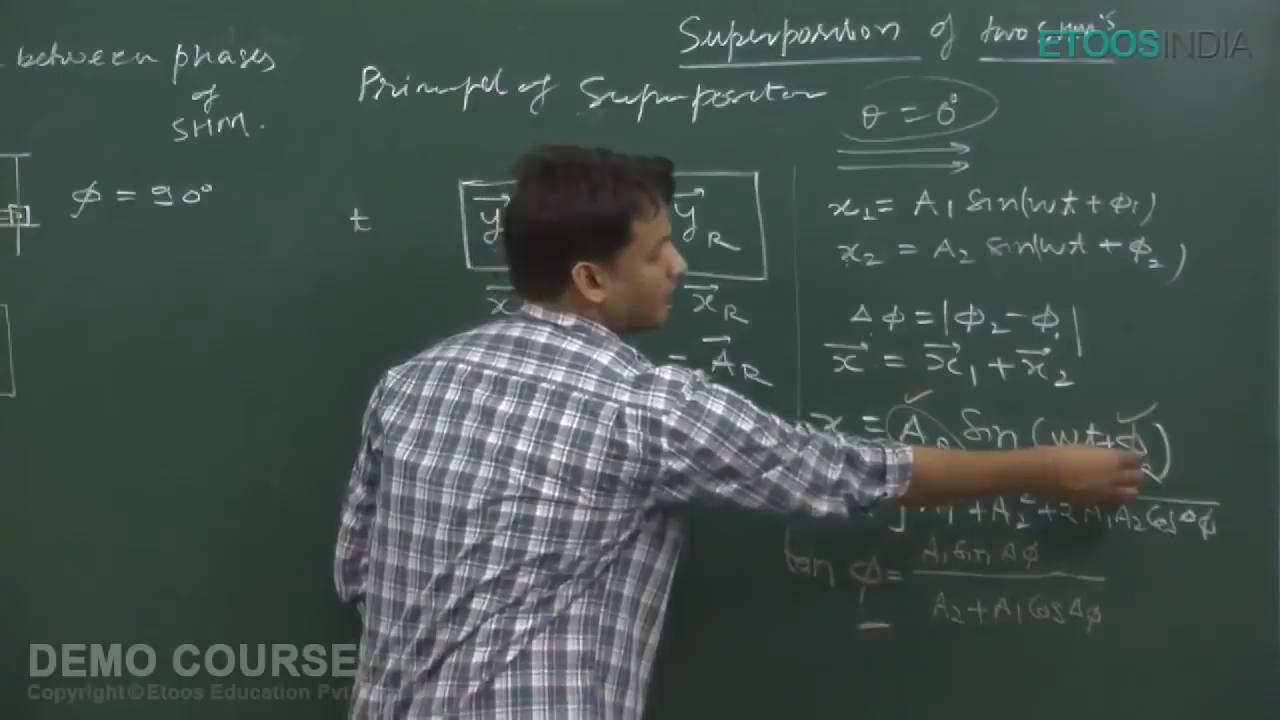 Superposition of two SHM's
ETOOSINDIA
between phases
of
SHM.
Principl of Superposition
θ = 0°
ϕ = 90°
t
y
y⃗R
x₁ = A₁ sin(ωt + ϕ₁)
x₂ = A₂ sin(ωt + ϕ₂)
x
x⃗R
Δϕ = |ϕ₂ - ϕ₁|
= A⃗R
x⃗ = x⃗₁ + x⃗₂
x = A sin (ωt +
+ A₂² + 2A₁A₂ cos Δϕ
tan ϕ = A₁ sin Δϕ
A₂ + A₁ cos Δϕ
DEMO COURSE
Copyright © Etoos Education Pvt